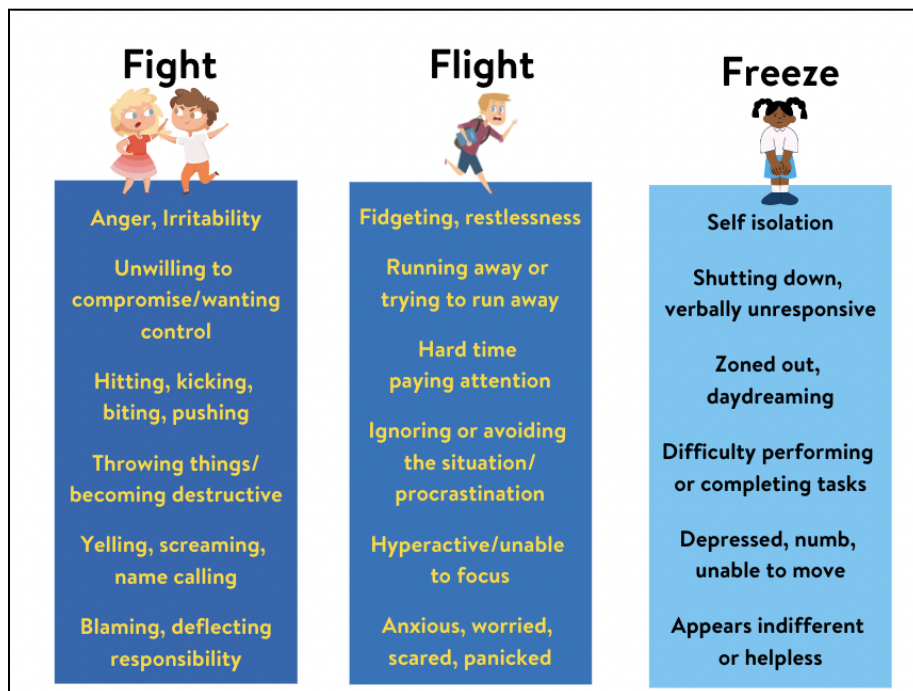 Fight
Anger, Irritability
Unwilling to
compromise/wanting
control
Hitting, kicking,
biting, pushing
Throwing things/
becoming destructive
Yelling, screaming,
name calling
Blaming, deflecting
responsibility
Flight
Fidgeting, restlessness
Running away or
trying to run away
Hard time
paying attention
Ignoring or avoiding
the situation/
procrastination
Hyperactive/unable
to focus
Anxious, worried,
scared, panicked
Freeze
Self isolation
Shutting down,
verbally unresponsive
Zoned out,
daydreaming
Difficulty performing
or completing tasks
Depressed, numb,
unable to move
Appears indifferent
or helpless